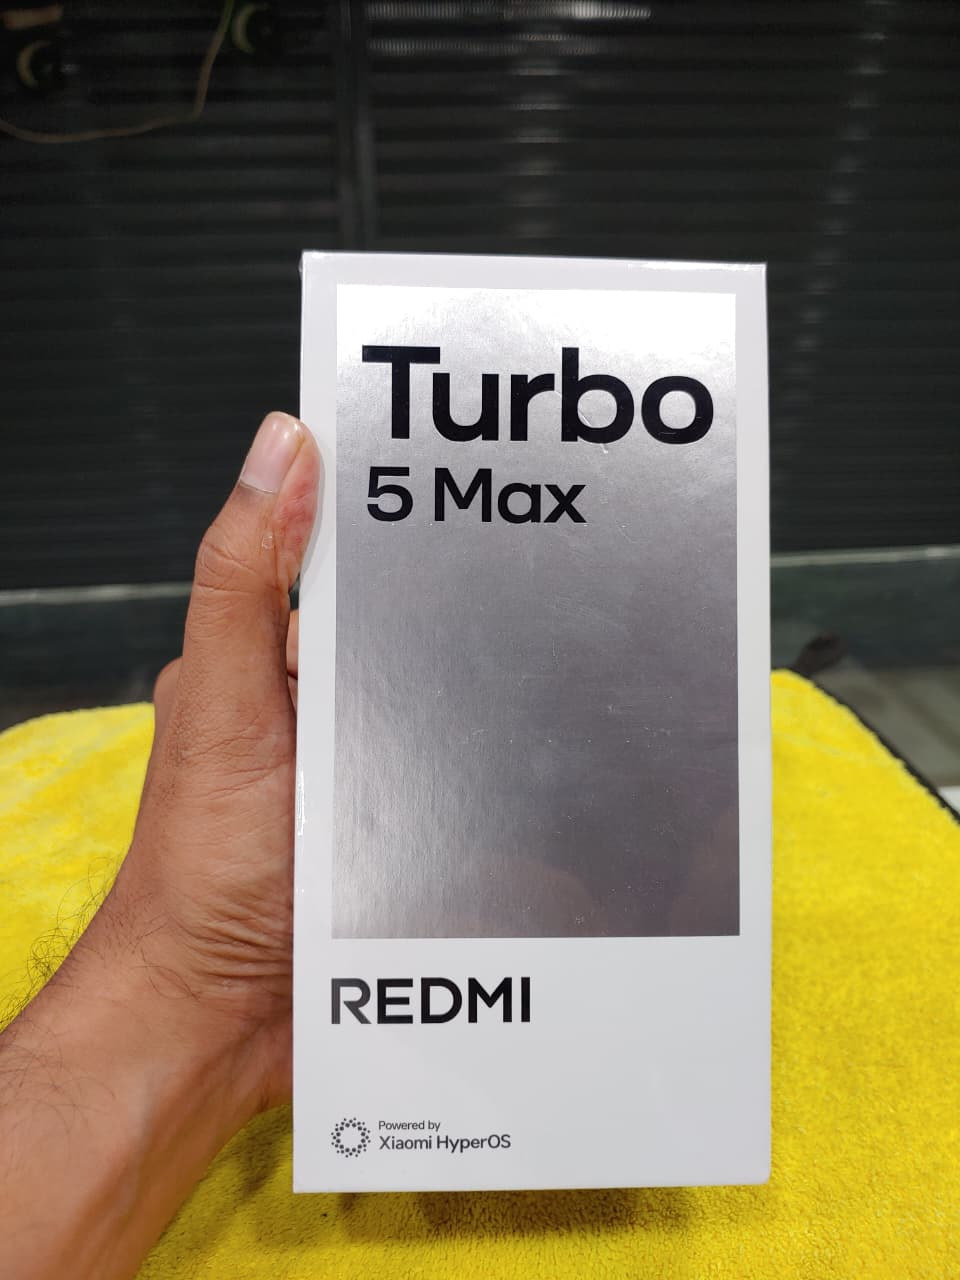 Turbo
5 Max
REDMI
Powered by
Xiaomi HyperOS